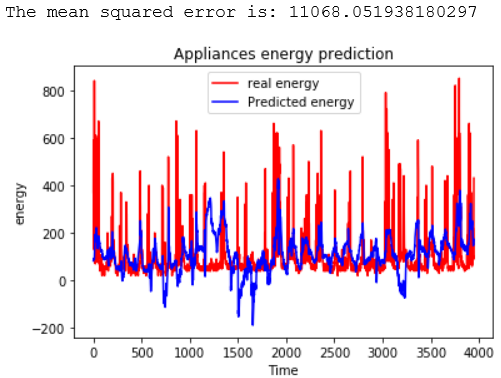 The mean squared error is: 11068.051938180297
Appliances energy prediction
real energy
Predicted energy
energy
800
600
400
200
0
−200
0 500 1000 1500 2000 2500 3000 3500 4000
Time